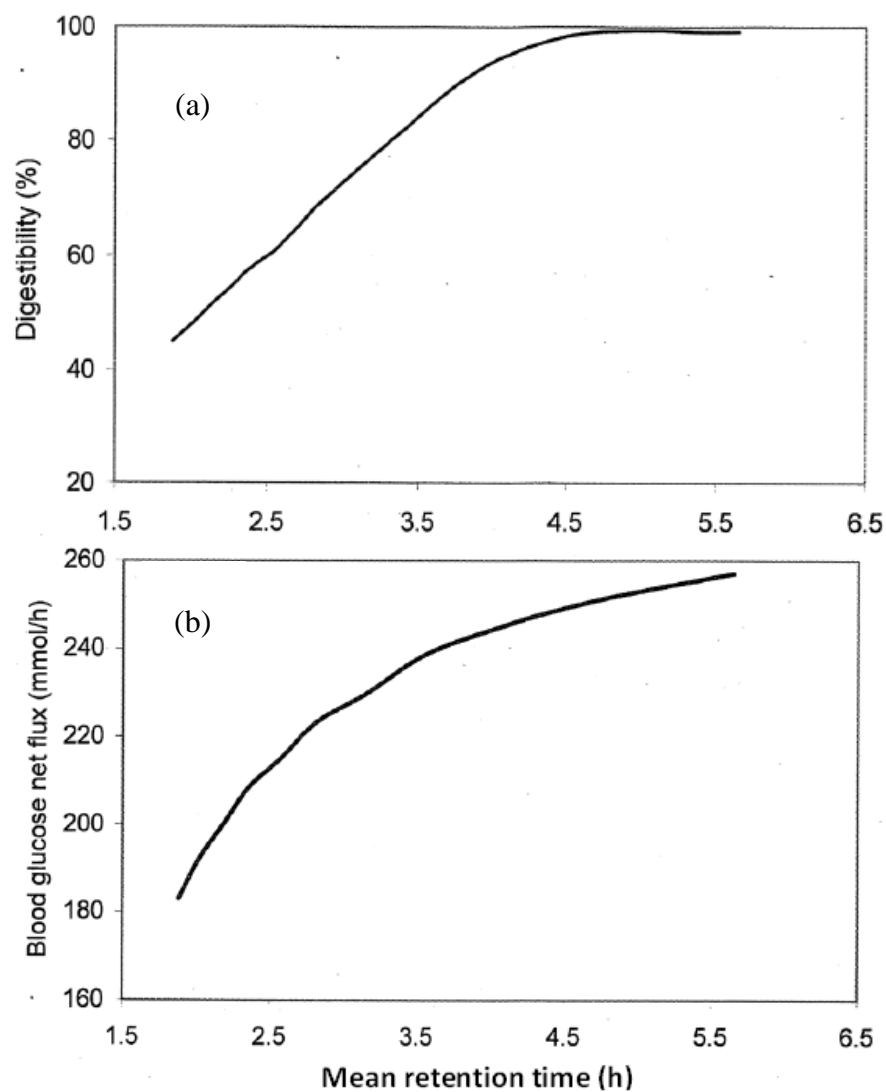 100
80
60
40
20
Digestibility (%)
(a)
1.5 2.5 3.5 4.5 5.5 6.5
260
240
220
200
180
160
Blood glucose net flux (mmol/h)
(b)
1.5 2.5 3.5 4.5 5.5 6.5
Mean retention time (h)